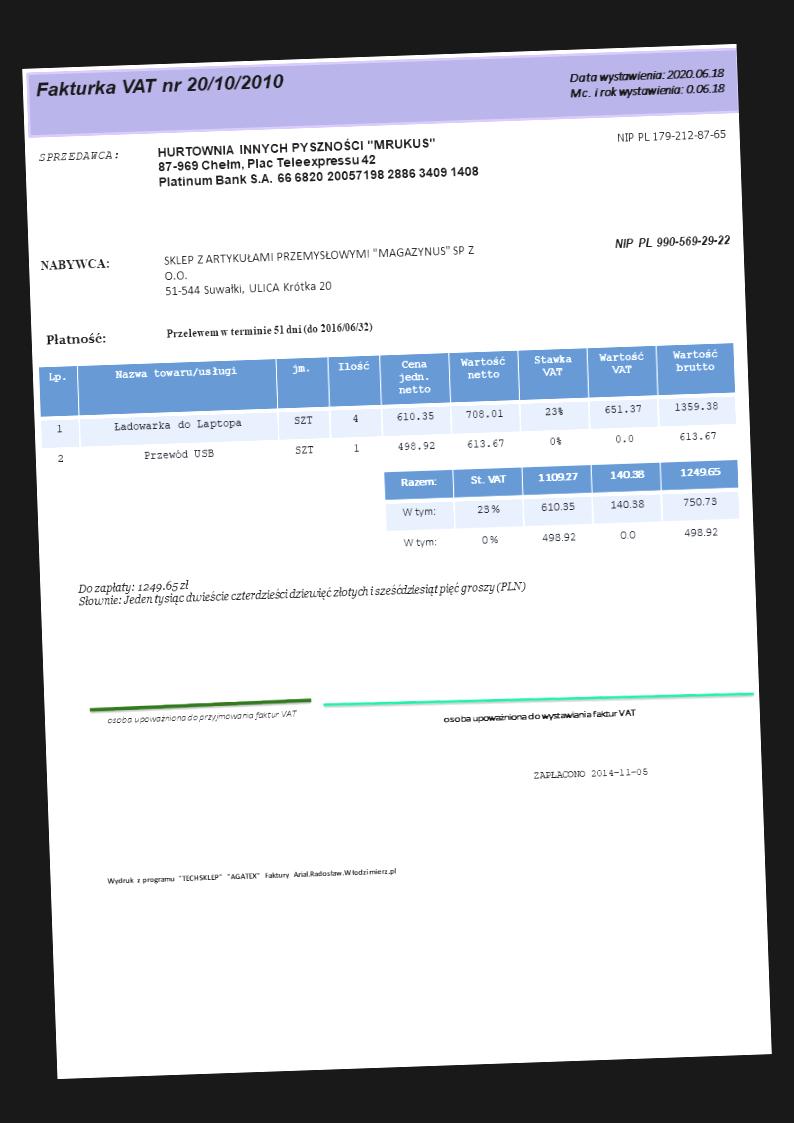 Fakturka VAT nr 20/10/2010
Data wystawienia: 2020.06.18
Mc. i rok wystawienia: 0.06.18
SPRZEDAWCA:
HURTOWNIA INNYCH PYSZNOŚCI "MRUKUS"
87-969 Chełm, Plac Teleexpressu 42
Platinum Bank S.A. 66 6820 20057198 2886 3409 1408
NIP PL 179-212-87-65
NABYWCA:
SKLEP Z ARTYKUŁAMI PRZEMYSŁOWYMI "MAGAZYNUS" SP Z
O.O.
51-544 Suwałki, ULICA Krótka 20
NIP PL 990-569-29-22
Płatność:
Przelewem w terminie 51 dni (do 2016/06/32)
Lp. Nazwa towaru/usługi jm. Ilość Cena jedn. netto Wartość netto Stawka VAT Wartość VAT Wartość brutto
1 Ładowarka do Laptopa SZT 4 610.35 708.01 23% 651.37 1359.38
2 Przewód USB SZT 1 498.92 613.67 0% 0.0 613.67
Razem: St. VAT 1109.27 140.38 1249.65
W tym: 23 % 610.35 140.38 750.73
W tym: 0 % 498.92 0.0 498.92
Do zapłaty: 1249.65 zł
Słownie: Jeden tysiąc dwieście czterdzieści dziewięć złotych i sześćdziesiąt pięć groszy (PLN)
osoba upoważniona do przyjmowania faktur VAT
osoba upoważniona do wystawiania faktur VAT
ZAPŁACONO 2014-11-05
Wydruk z programu "TECHSKLEP" "AGATEX" Faktury Arial.Radosław.Włodzimierz.pl